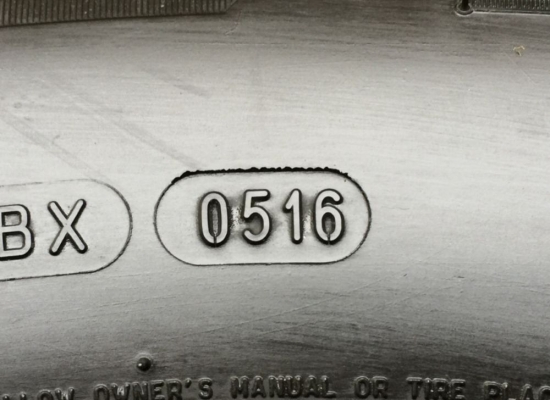 BX 0516
OWNER'S MANUAL OR TIRE